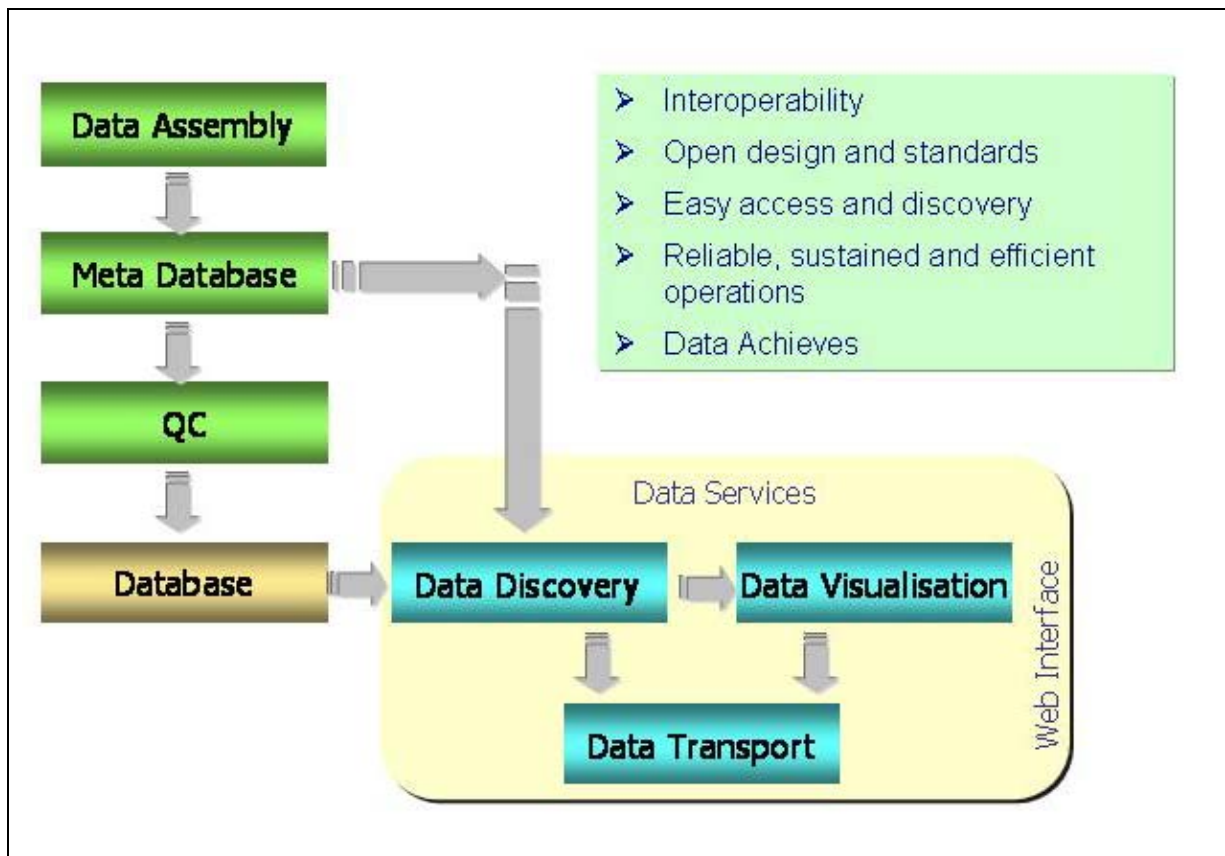 Data Assembly
Meta Database
QC
Database
➢ Interoperability
➢ Open design and standards
➢ Easy access and discovery
➢ Reliable, sustained and efficient
operations
➢ Data Achieves
Data Services
Data Discovery
Data Visualisation
Data Transport
Web Interface